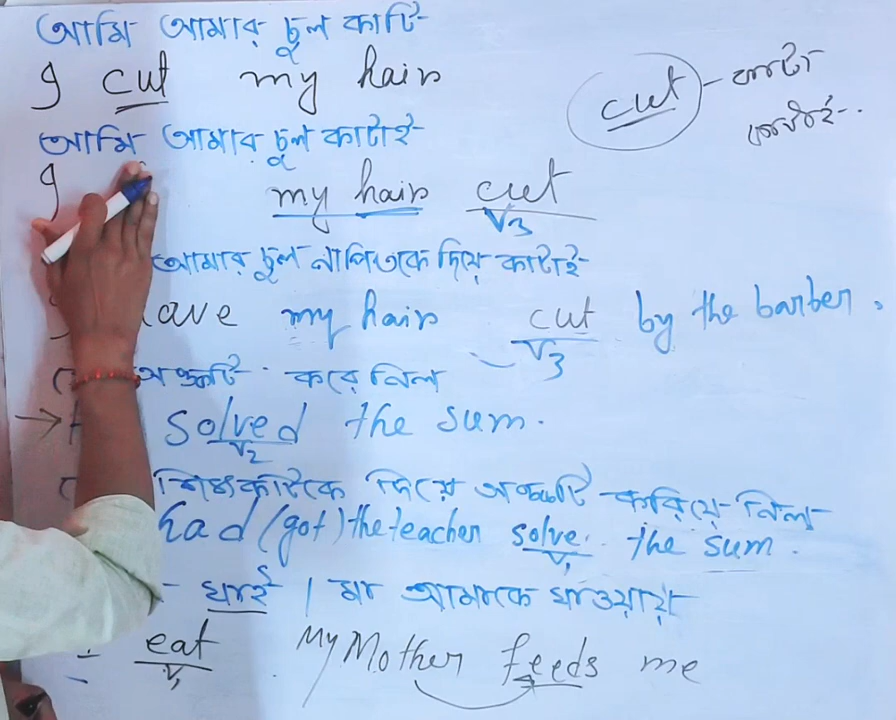 আমি আমার চুল কাটি
I cut my hair
cut - কাটা
আমি আমার চুল কাটাই
I my hair cut
V3
আমার চুল নাপিতকে দিয়ে কাটাই
have my hair cut by the barber.
V3
অঙ্কটি করে নিল
→ solved the sum.
V2
শিক্ষকটিকে দিয়ে অঙ্কটি করিয়ে নিল
had (got) the teacher solve the sum.
V1
খাই | মা আমাকে খাওয়ায়
eat My Mother feeds me
V1